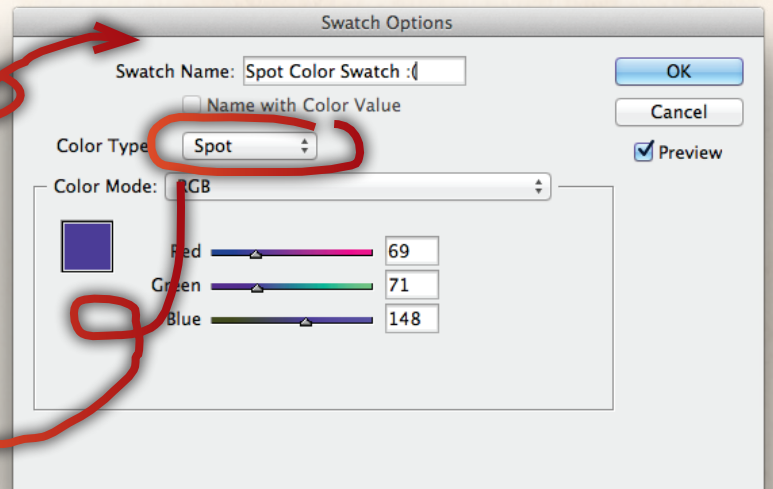 Swatch Options
Swatch Name: Spot Color Swatch :(
OK
Name with Color Value
Cancel
Color Type
Spot
Preview
Color Mode: RGB
Red 69
Green 71
Blue 148